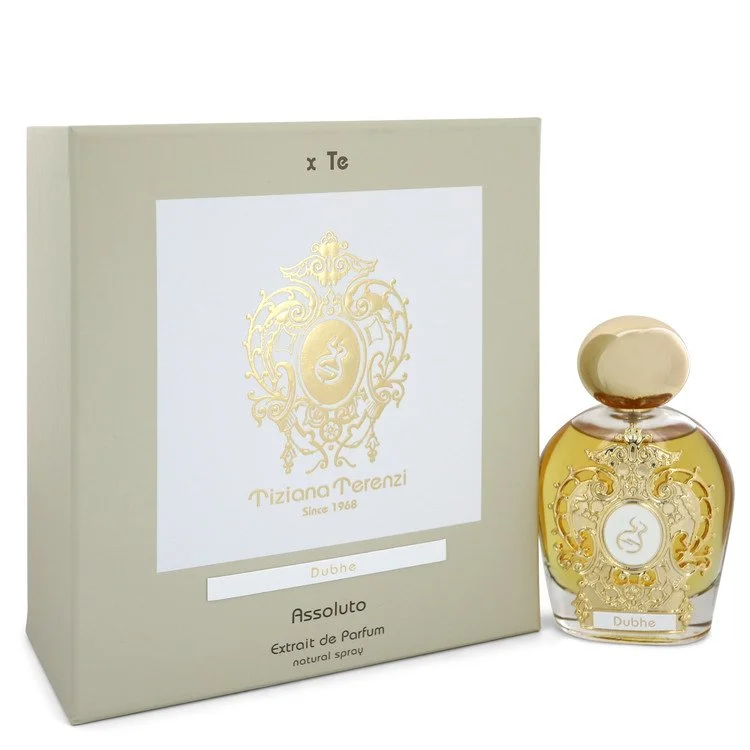 x Te
Tiziana Terenzi
Since 1968
Dubhe
Assoluto
Extrait de Parfum
natural spray
Dubhe